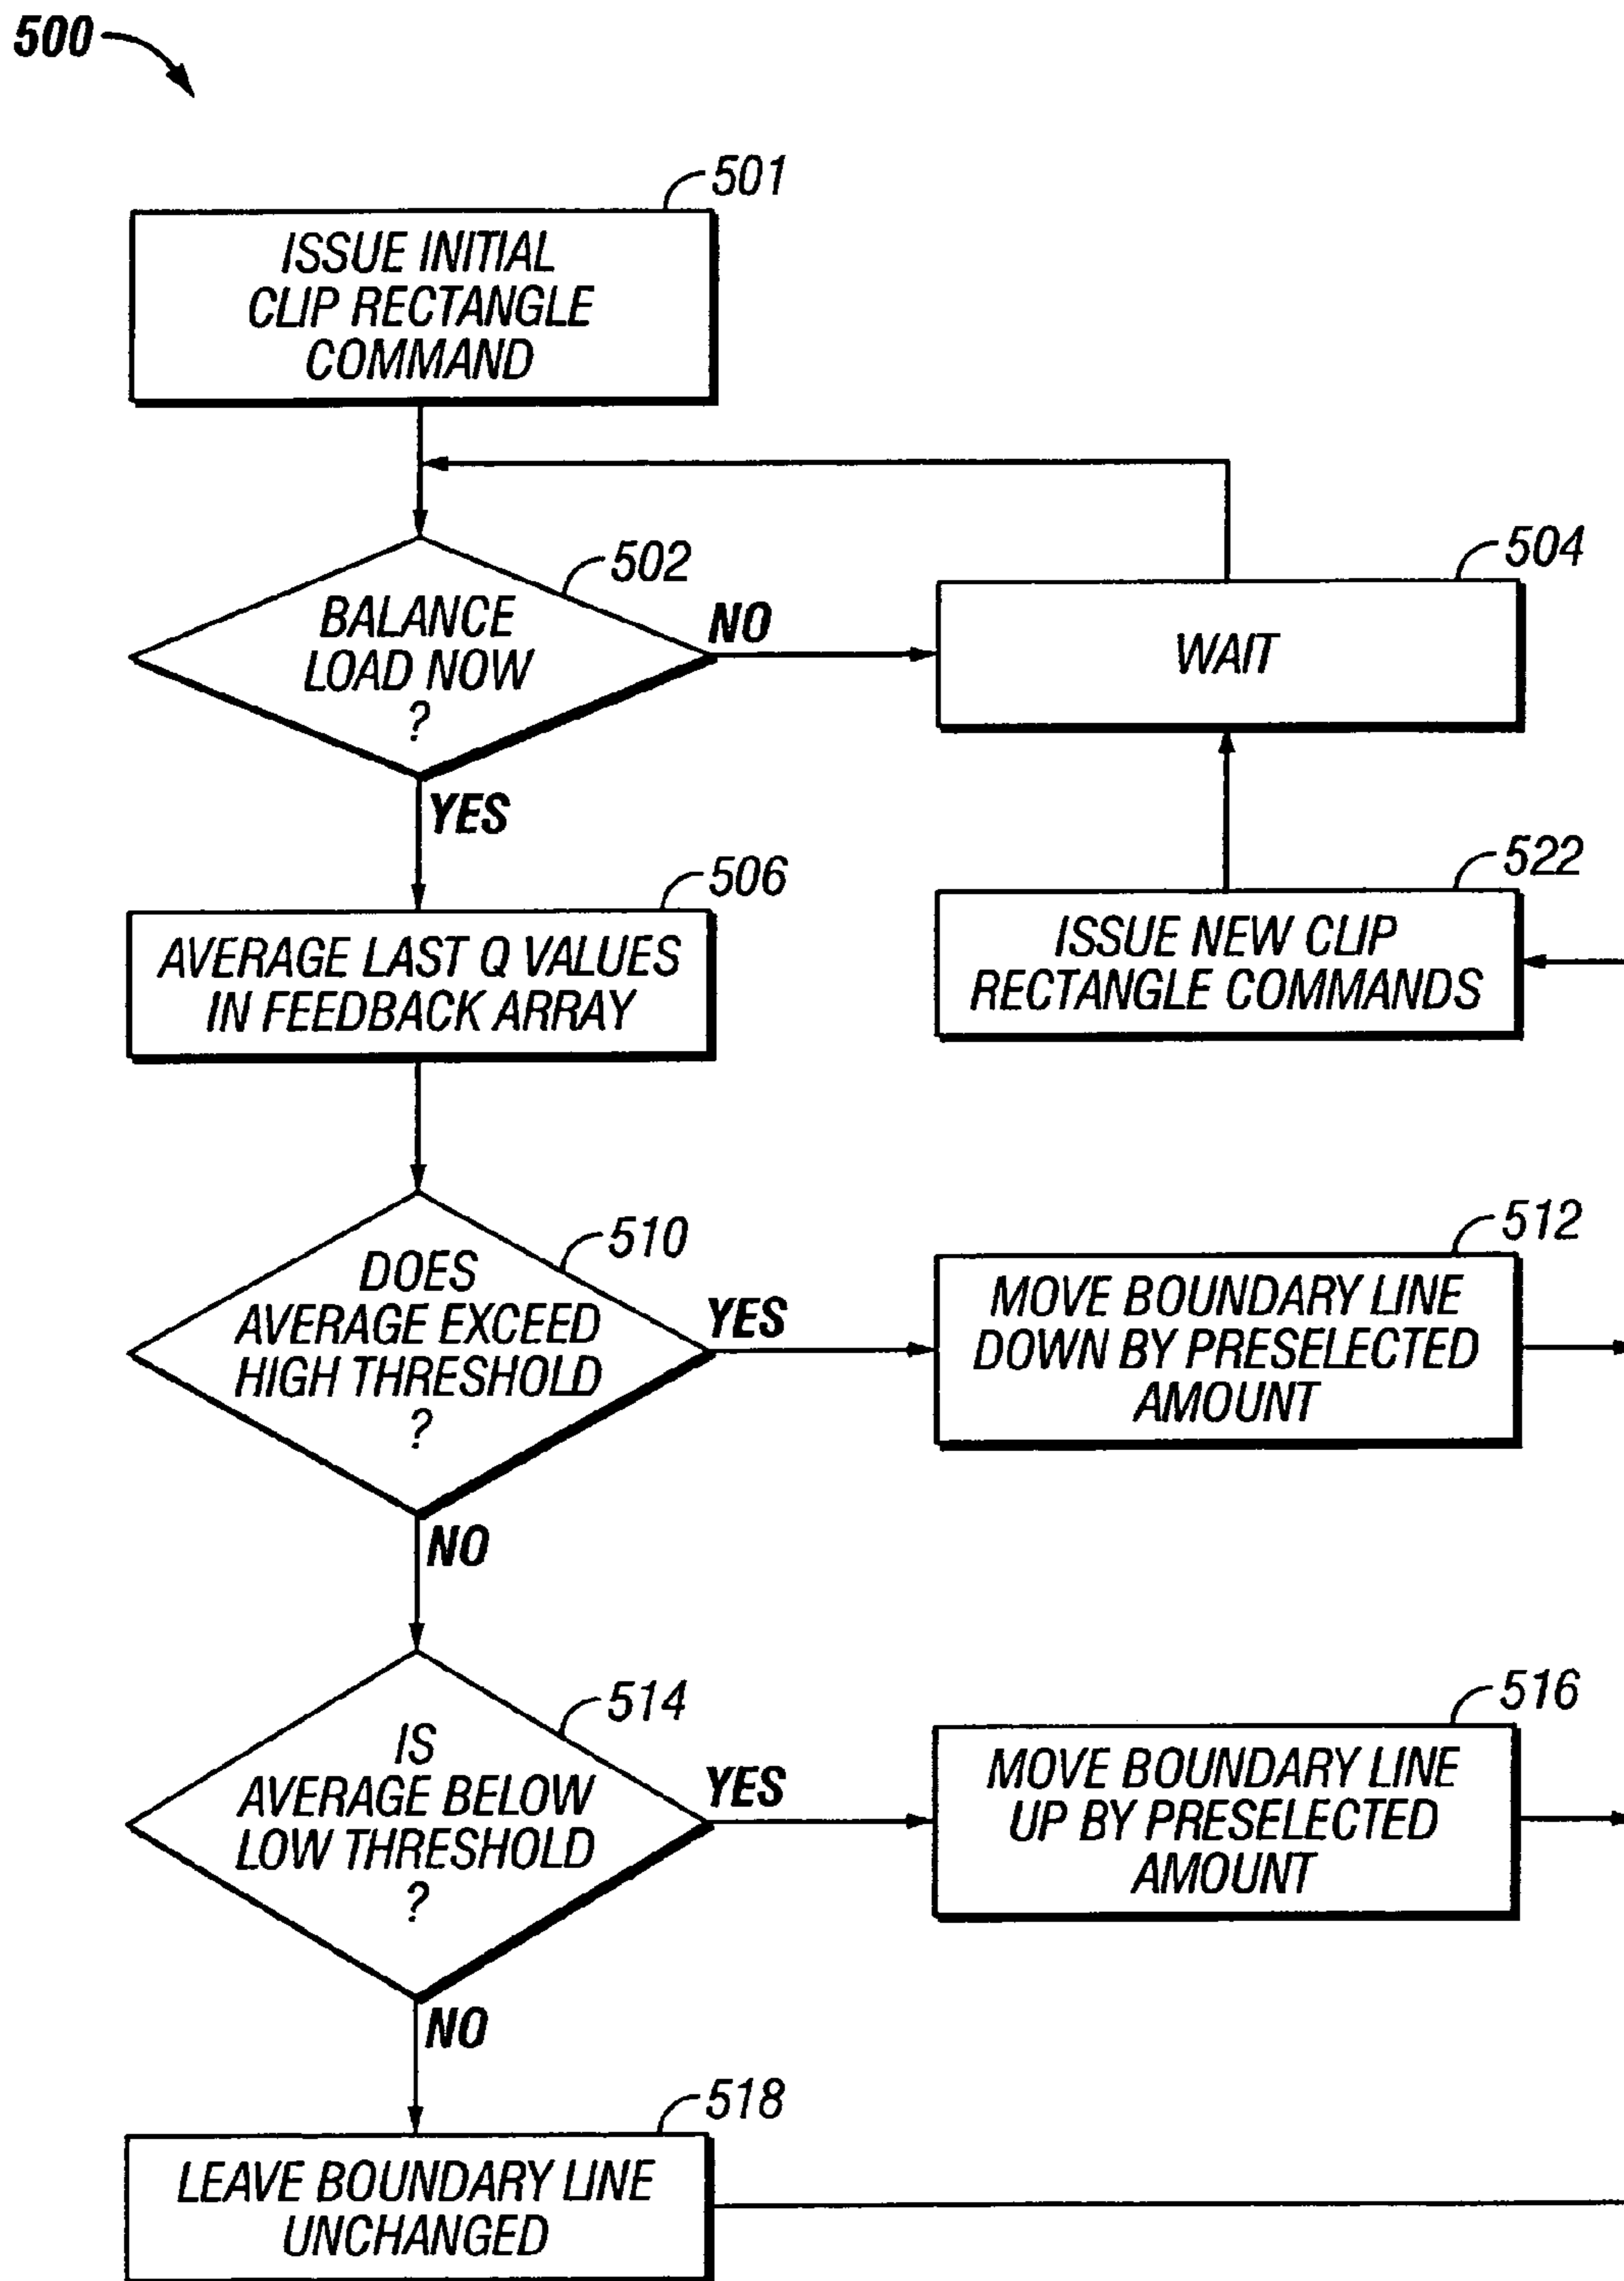 500
501
ISSUE INITIAL
CLIP RECTANGLE
COMMAND
502
BALANCE
LOAD NOW
?
NO
504
WAIT
YES
506
AVERAGE LAST Q VALUES
IN FEEDBACK ARRAY
522
ISSUE NEW CLIP
RECTANGLE COMMANDS
510
DOES
AVERAGE EXCEED
HIGH THRESHOLD
?
YES
512
MOVE BOUNDARY LINE
DOWN BY PRESELECTED
AMOUNT
NO
514
IS
AVERAGE BELOW
LOW THRESHOLD
?
YES
516
MOVE BOUNDARY LINE
UP BY PRESELECTED
AMOUNT
NO
518
LEAVE BOUNDARY LINE
UNCHANGED